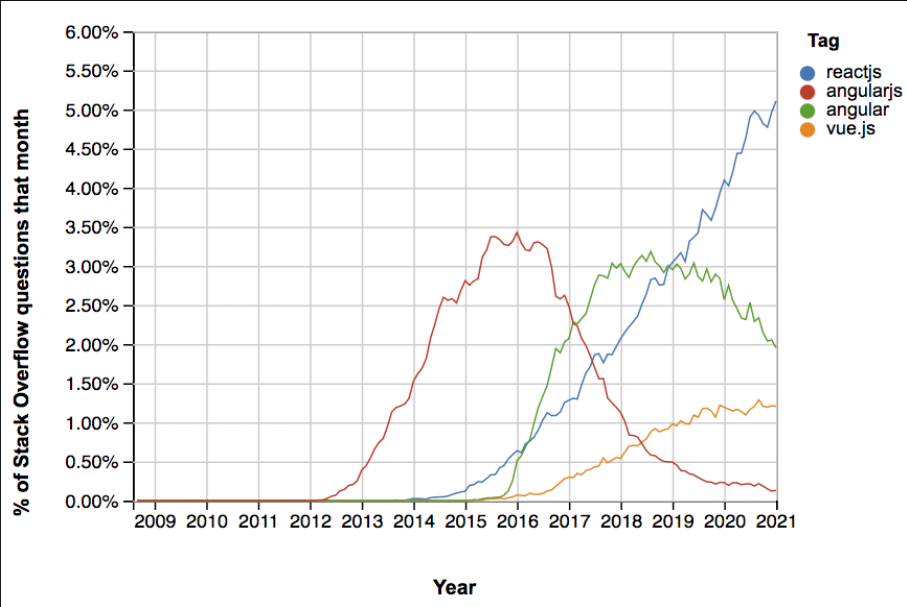 6.00%
5.50%
5.00%
4.50%
4.00%
3.50%
3.00%
2.50%
2.00%
1.50%
1.00%
0.50%
0.00%
% of Stack Overflow questions that month
2009 2010 2011 2012 2013 2014 2015 2016 2017 2018 2019 2020 2021
Year
Tag
reactjs
angularjs
angular
vue.js